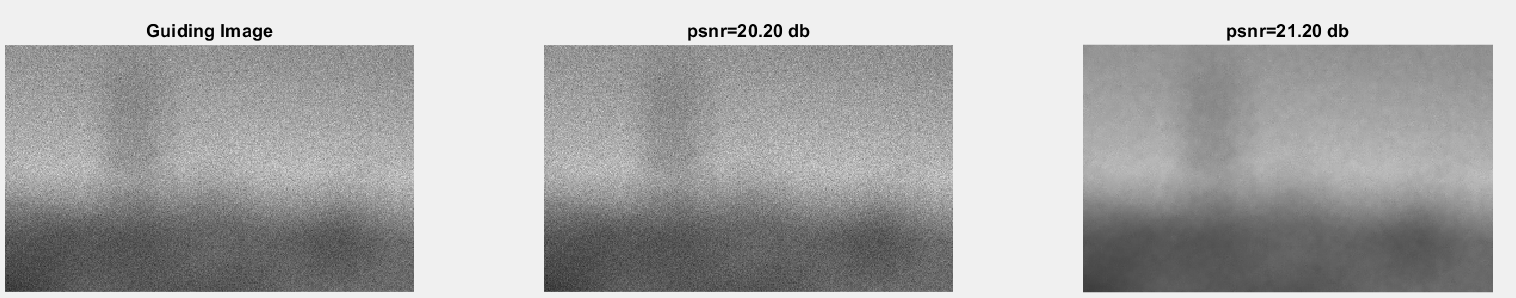 Guiding Image
psnr=20.20 db
psnr=21.20 db